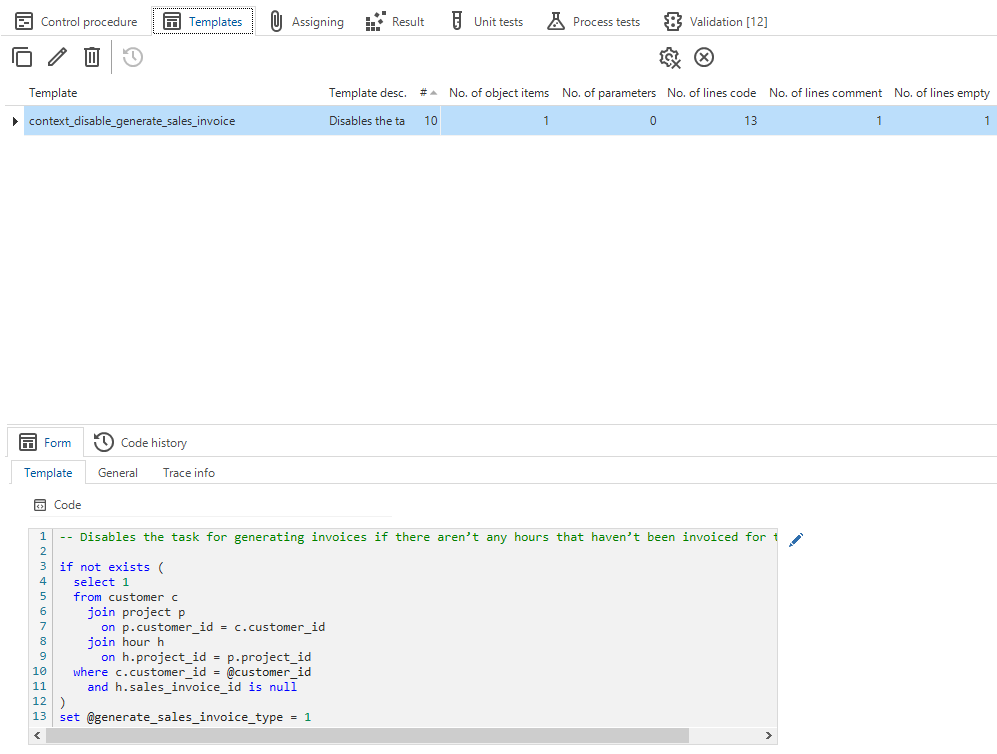 Control procedure Templates Assigning Result Unit tests Process tests Validation [12]
Template Template desc. # No. of object items No. of parameters No. of lines code No. of lines comment No. of lines empty
context_disable_generate_sales_invoice Disables the ta 10 1 0 13 1 1
Form Code history
Template General Trace info
Code
1 -- Disables the task for generating invoices if there aren’t any hours that haven’t been invoiced for t
2
3 if not exists (
4 select 1
5 from customer c
6 join project p
7 on p.customer_id = c.customer_id
8 join hour h
9 on h.project_id = p.project_id
10 where c.customer_id = @customer_id
11 and h.sales_invoice_id is null
12 )
13 set @generate_sales_invoice_type = 1